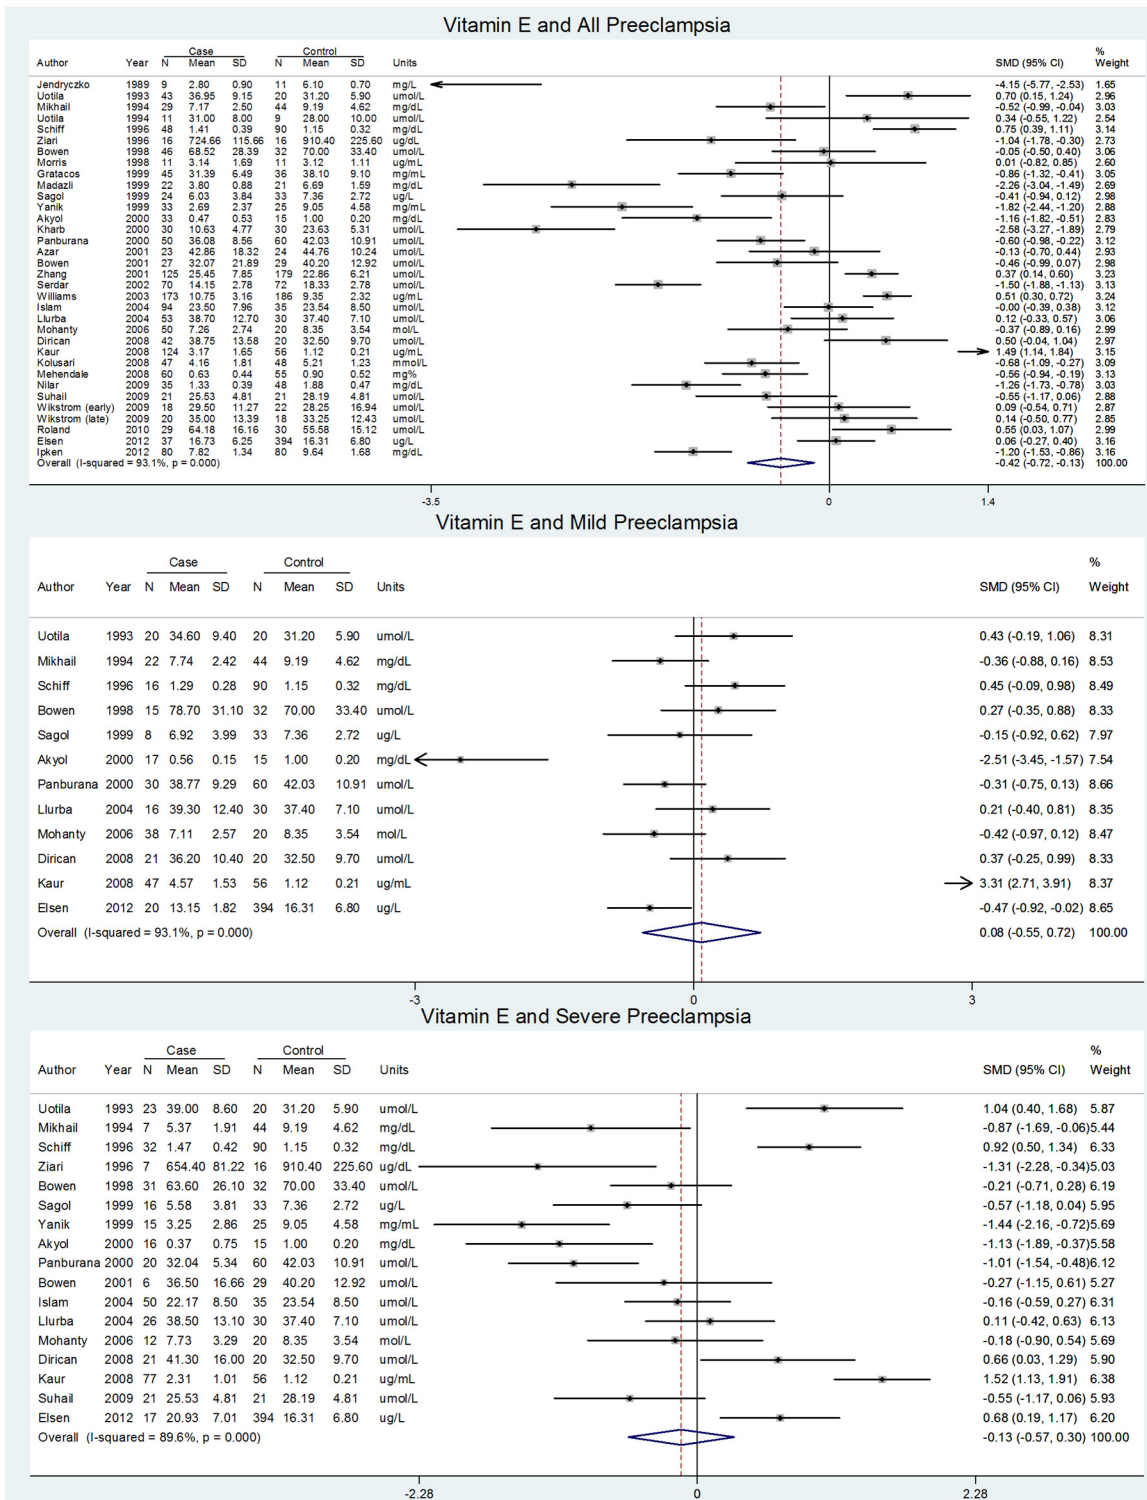 Vitamin E and All Preeclampsia
Case Control %
Author Year N Mean SD N Mean SD Units SMD (95% CI) Weight
Jendryczko 1989 9 2.80 0.90 11 6.10 0.70 mg/L -4.15 (-5.77, -2.53) 1.65
Uotila 1993 43 36.95 9.15 20 31.20 5.90 umol/L 0.70 (0.15, 1.24) 2.96
Mikhail 1994 29 7.17 2.50 44 9.19 4.62 mg/dL -0.52 (-0.99, -0.04) 3.03
Uotila 1994 11 31.00 8.00 9 28.00 10.00 umol/L 0.34 (-0.55, 1.22) 2.54
Schiff 1996 48 1.41 0.39 90 1.15 0.32 mg/dL 0.75 (0.39, 1.11) 3.14
Ziari 1996 16 724.66 115.66 16 910.40 225.60 ug/dL -1.04 (-1.78, -0.30) 2.73
Bowen 1998 46 68.52 28.39 32 70.00 33.40 umol/L -0.05 (-0.50, 0.40) 3.06
Morris 1998 11 3.14 1.69 11 3.12 1.11 ug/mL 0.01 (-0.82, 0.85) 2.60
Gratacos 1999 45 31.39 6.49 36 38.10 9.10 mg/mL -0.86 (-1.32, -0.41) 3.05
Madazli 1999 22 3.80 0.88 21 6.69 1.59 mg/dL -2.26 (-3.04, -1.49) 2.69
Sagol 1999 24 6.03 3.84 33 7.36 2.72 ug/L -0.41 (-0.94, 0.12) 2.98
Yanik 1999 33 2.69 2.37 25 9.05 4.58 mg/mL -1.82 (-2.44, -1.20) 2.88
Akyol 2000 33 0.47 0.53 15 1.00 0.20 mg/dL -1.16 (-1.82, -0.51) 2.83
Kharb 2000 30 10.63 4.77 30 23.63 5.31 umol/L -2.58 (-3.27, -1.89) 2.79
Panburana 2000 50 36.08 8.56 60 42.03 10.91 umol/L -0.60 (-0.98, -0.22) 3.12
Azar 2001 23 42.86 18.32 24 44.76 10.24 umol/L -0.13 (-0.70, 0.44) 2.93
Bowen 2001 27 32.07 21.89 29 40.20 12.92 umol/L -0.46 (-0.99, 0.07) 2.98
Zhang 2001 125 25.45 7.85 179 22.86 6.21 umol/L 0.37 (0.14, 0.60) 3.23
Serdar 2002 70 14.15 2.78 72 18.33 2.78 umol/L -1.50 (-1.88, -1.13) 3.13
Williams 2003 173 10.75 3.16 186 9.35 2.32 ug/mL 0.51 (0.30, 0.72) 3.24
Islam 2004 94 23.50 7.96 35 23.54 8.50 umol/L -0.00 (-0.39, 0.38) 3.12
Llurba 2004 53 38.70 12.70 30 37.40 7.10 umol/L 0.12 (-0.33, 0.57) 3.06
Mohanty 2006 50 7.26 2.74 20 8.35 3.54 mol/L -0.37 (-0.89, 0.16) 2.99
Dirican 2008 42 38.75 13.58 20 32.50 9.70 umol/L 0.50 (-0.04, 1.04) 2.97
Kaur 2008 124 3.17 1.65 56 1.12 0.21 ug/mL 1.49 (1.14, 1.84) 3.15
Kolusari 2008 47 4.16 1.81 48 5.21 1.23 mmol/L -0.68 (-1.09, -0.27) 3.09
Mehendale 2008 60 0.63 0.44 55 0.90 0.52 mg% -0.56 (-0.94, -0.19) 3.13
Nilar 2009 35 1.33 0.39 48 1.88 0.47 mg/dL -1.26 (-1.73, -0.78) 3.03
Suhail 2009 21 25.53 4.81 21 28.19 4.81 umol/L -0.55 (-1.17, 0.06) 2.88
Wikstrom (early) 2009 18 29.50 11.27 22 28.25 16.94 umol/L 0.09 (-0.54, 0.71) 2.87
Wikstrom (late) 2009 20 35.00 13.39 18 33.25 12.43 umol/L 0.14 (-0.50, 0.77) 2.85
Roland 2010 29 64.18 16.16 30 55.58 15.12 umol/L 0.55 (0.03, 1.07) 2.99
Elsen 2012 37 16.73 6.25 394 16.31 6.80 ug/L 0.06 (-0.27, 0.40) 3.16
Ipken 2012 80 7.82 1.34 80 9.64 1.68 mg/dL -1.20 (-1.53, -0.86) 3.16
Overall (I-squared = 93.1%, p = 0.000) -0.42 (-0.72, -0.13) 100.00
-3.5 0 1.4
Vitamin E and Mild Preeclampsia
Case Control %
Author Year N Mean SD N Mean SD Units SMD (95% CI) Weight
Uotila 1993 20 34.60 9.40 20 31.20 5.90 umol/L 0.43 (-0.19, 1.06) 8.31
Mikhail 1994 22 7.74 2.42 44 9.19 4.62 mg/dL -0.36 (-0.88, 0.16) 8.53
Schiff 1996 16 1.29 0.28 90 1.15 0.32 mg/dL 0.45 (-0.09, 0.98) 8.49
Bowen 1998 15 78.70 31.10 32 70.00 33.40 umol/L 0.27 (-0.35, 0.88) 8.33
Sagol 1999 8 6.92 3.99 33 7.36 2.72 ug/L -0.15 (-0.92, 0.62) 7.97
Akyol 2000 17 0.56 0.15 15 1.00 0.20 mg/dL -2.51 (-3.45, -1.57) 7.54
Panburana 2000 30 38.77 9.29 60 42.03 10.91 umol/L -0.31 (-0.75, 0.13) 8.66
Llurba 2004 16 39.30 12.40 30 37.40 7.10 umol/L 0.21 (-0.40, 0.81) 8.35
Mohanty 2006 38 7.11 2.57 20 8.35 3.54 mol/L -0.42 (-0.97, 0.12) 8.47
Dirican 2008 21 36.20 10.40 20 32.50 9.70 umol/L 0.37 (-0.25, 0.99) 8.33
Kaur 2008 47 4.57 1.53 56 1.12 0.21 ug/mL 3.31 (2.71, 3.91) 8.37
Elsen 2012 20 13.15 1.82 394 16.31 6.80 ug/L -0.47 (-0.92, -0.02) 8.65
Overall (I-squared = 93.1%, p = 0.000) 0.08 (-0.55, 0.72) 100.00
-3 0 3
Vitamin E and Severe Preeclampsia
Case Control %
Author Year N Mean SD N Mean SD Units SMD (95% CI) Weight
Uotila 1993 23 39.00 8.60 20 31.20 5.90 umol/L 1.04 (0.40, 1.68) 5.87
Mikhail 1994 7 5.37 1.91 44 9.19 4.62 mg/dL -0.87 (-1.69, -0.06) 5.44
Schiff 1996 32 1.47 0.42 90 1.15 0.32 mg/dL 0.92 (0.50, 1.34) 6.33
Ziari 1996 7 654.40 81.22 16 910.40 225.60 ug/dL -1.31 (-2.28, -0.34) 5.03
Bowen 1998 31 63.60 26.10 32 70.00 33.40 umol/L -0.21 (-0.71, 0.28) 6.19
Sagol 1999 16 5.58 3.81 33 7.36 2.72 ug/L -0.57 (-1.18, 0.04) 5.95
Yanik 1999 15 3.25 2.86 25 9.05 4.58 mg/mL -1.44 (-2.16, -0.72) 5.69
Akyol 2000 16 0.37 0.75 15 1.00 0.20 mg/dL -1.13 (-1.89, -0.37) 5.58
Panburana 2000 20 32.04 5.34 60 42.03 10.91 umol/L -1.01 (-1.54, -0.48) 6.12
Bowen 2001 6 36.50 16.66 29 40.20 12.92 umol/L -0.27 (-1.15, 0.61) 5.27
Islam 2004 50 22.17 8.50 35 23.54 8.50 umol/L -0.16 (-0.59, 0.27) 6.31
Llurba 2004 26 38.50 13.10 30 37.40 7.10 umol/L 0.11 (-0.42, 0.63) 6.13
Mohanty 2006 12 7.73 3.29 20 8.35 3.54 mol/L -0.18 (-0.90, 0.54) 5.69
Dirican 2008 21 41.30 16.00 20 32.50 9.70 umol/L 0.66 (0.03, 1.29) 5.90
Kaur 2008 77 2.31 1.01 56 1.12 0.21 ug/mL 1.52 (1.13, 1.91) 6.38
Suhail 2009 21 25.53 4.81 21 28.19 4.81 umol/L -0.55 (-1.17, 0.06) 5.93
Elsen 2012 17 20.93 7.01 394 16.31 6.80 ug/L 0.68 (0.19, 1.17) 6.20
Overall (I-squared = 89.6%, p = 0.000) -0.13 (-0.57, 0.30) 100.00
-2.28 0 2.28